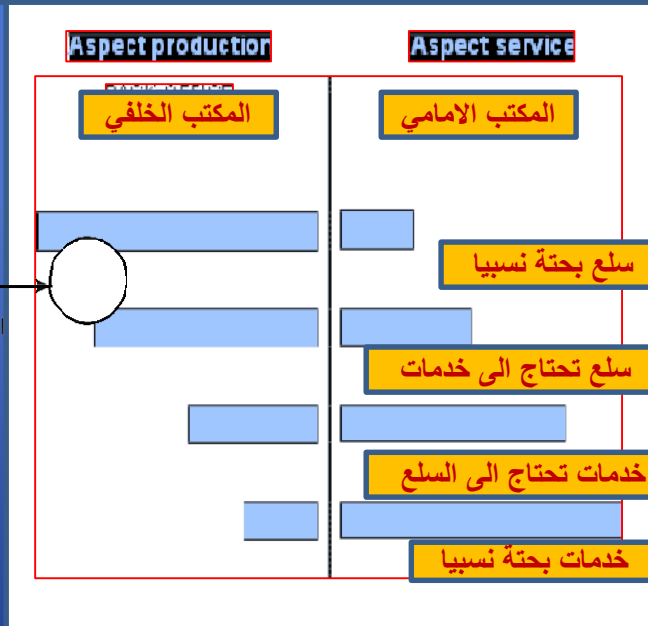 Aspect production
Aspect service
المكتب الخلفي
المكتب الامامي
سلع بحتة نسبيا
سلع تحتاج الى خدمات
خدمات تحتاج الى السلع
خدمات بحتة نسبيا